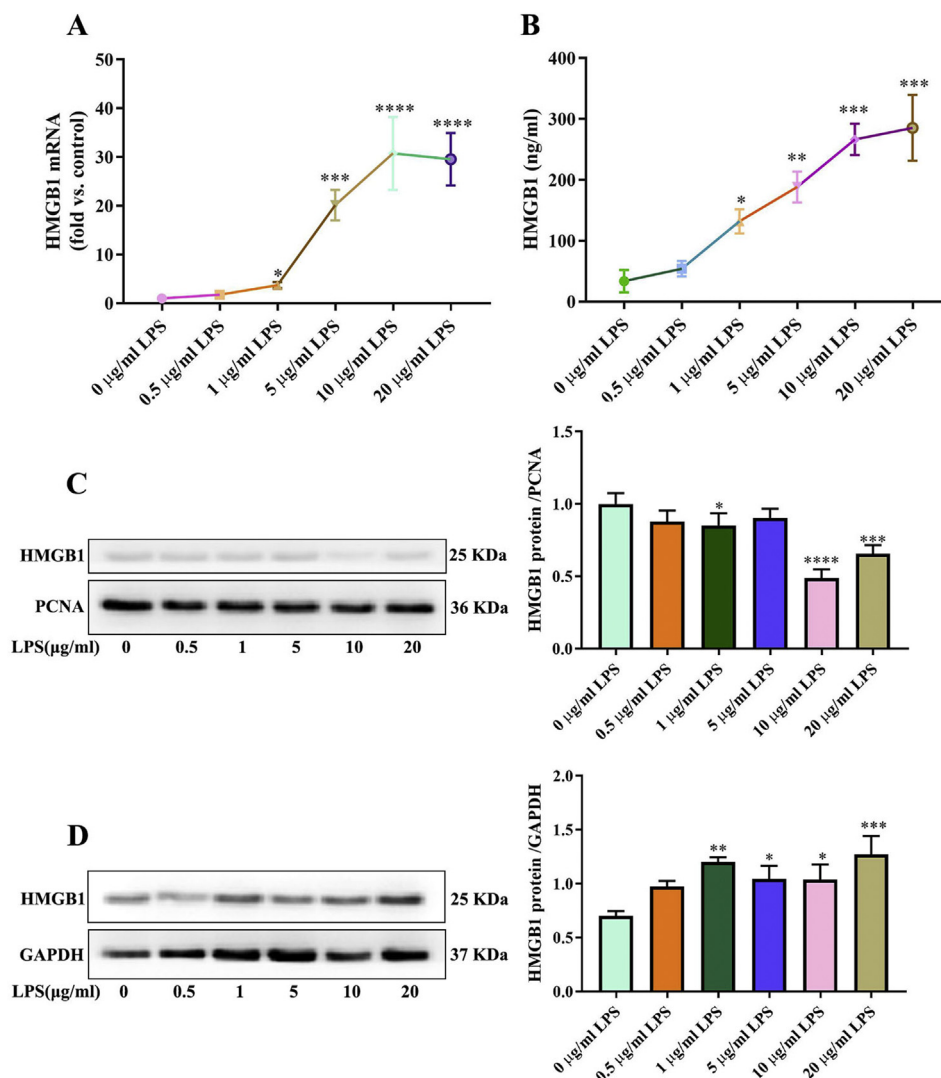 A
HMGB1 mRNA
(fold vs. control)
50
40
30
20
10
0
*
***
****
****
0 μg/ml LPS
0.5 μg/ml LPS
1 μg/ml LPS
5 μg/ml LPS
10 μg/ml LPS
20 μg/ml LPS
B
HMGB1 (ng/ml)
400
300
200
100
0
*
**
***
***
0 μg/ml LPS
0.5 μg/ml LPS
1 μg/ml LPS
5 μg/ml LPS
10 μg/ml LPS
20 μg/ml LPS
C
HMGB1 25 KDa
PCNA 36 KDa
LPS(μg/ml) 0 0.5 1 5 10 20
HMGB1 protein /PCNA
1.5
1.0
0.5
0.0
*
****
***
0 μg/ml LPS
0.5 μg/ml LPS
1 μg/ml LPS
5 μg/ml LPS
10 μg/ml LPS
20 μg/ml LPS
D
HMGB1 25 KDa
GAPDH 37 KDa
LPS(μg/ml) 0 0.5 1 5 10 20
HMGB1 protein /GAPDH
2.0
1.5
1.0
0.5
0.0
**
*
*
***
0 μg/ml LPS
0.5 μg/ml LPS
1 μg/ml LPS
5 μg/ml LPS
10 μg/ml LPS
20 μg/ml LPS